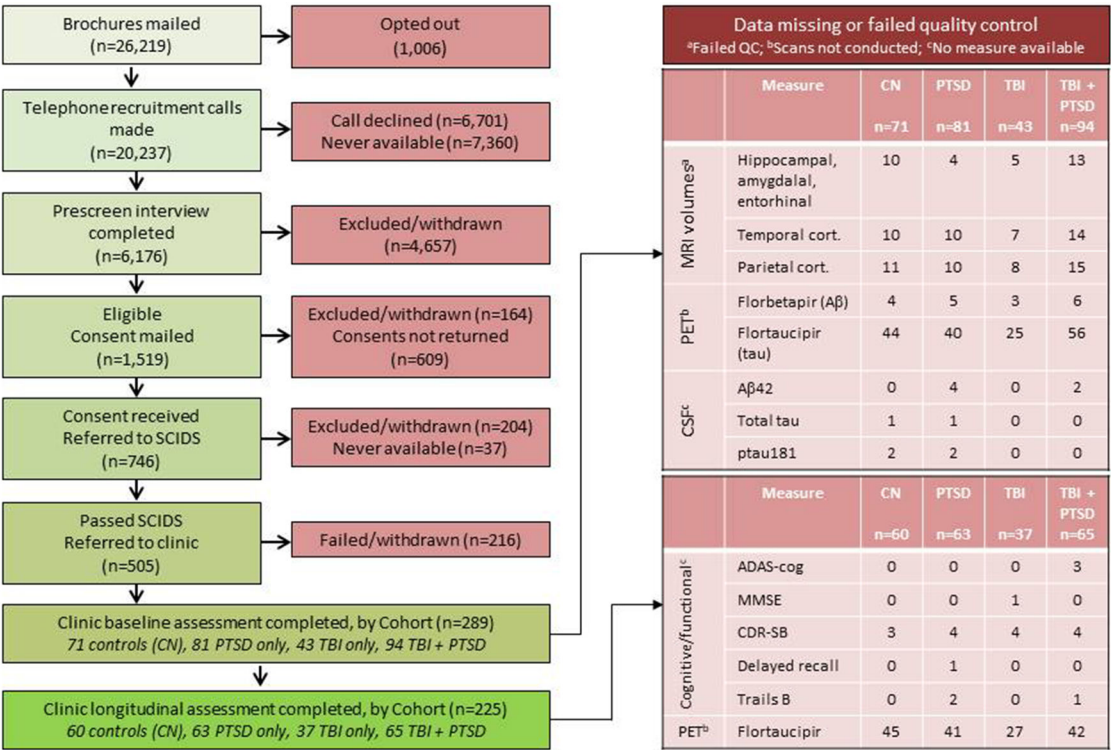 Brochures mailed
(n=26,219)
Opted out
(1,006)
Telephone recruitment calls
made
(n=20,237)
Call declined (n=6,701)
Never available (n=7,360)
Prescreen interview
completed
(n=6,176)
Excluded/withdrawn
(n=4,657)
Eligible
Consent mailed
(n=1,519)
Excluded/withdrawn (n=164)
Consents not returned
(n=609)
Consent received
Referred to SCIDS
(n=746)
Excluded/withdrawn (n=204)
Never available (n=37)
Passed SCIDS
Referred to clinic
(n=505)
Failed/withdrawn (n=216)
Clinic baseline assessment completed, by Cohort (n=289)
71 controls (CN), 81 PTSD only, 43 TBI only, 94 TBI + PTSD
Clinic longitudinal assessment completed, by Cohort (n=225)
60 controls (CN), 63 PTSD only, 37 TBI only, 65 TBI + PTSD
Data missing or failed quality control
ᵃFailed QC; ᵇScans not conducted; ᶜNo measure available
Measure CN PTSD TBI TBI +
PTSD
n=71 n=81 n=43 n=94
MRI volumesᵃ
Hippocampal, 10 4 5 13
amygdalal,
entorhinal
Temporal cort. 10 10 7 14
Parietal cort. 11 10 8 15
PETᵇ
Florbetapir (Aβ) 4 5 3 6
Flortaucipir 44 40 25 56
(tau)
CSFᶜ
Aβ42 0 4 0 2
Total tau 1 1 0 0
ptau181 2 2 0 0
Measure CN PTSD TBI TBI +
PTSD
n=60 n=63 n=37 n=65
Cognitive/functionalᶜ
ADAS-cog 0 0 0 3
MMSE 0 0 1 0
CDR-SB 3 4 4 4
Delayed recall 0 1 0 0
Trails B 0 2 0 1
PETᵇ Flortaucipir 45 41 27 42